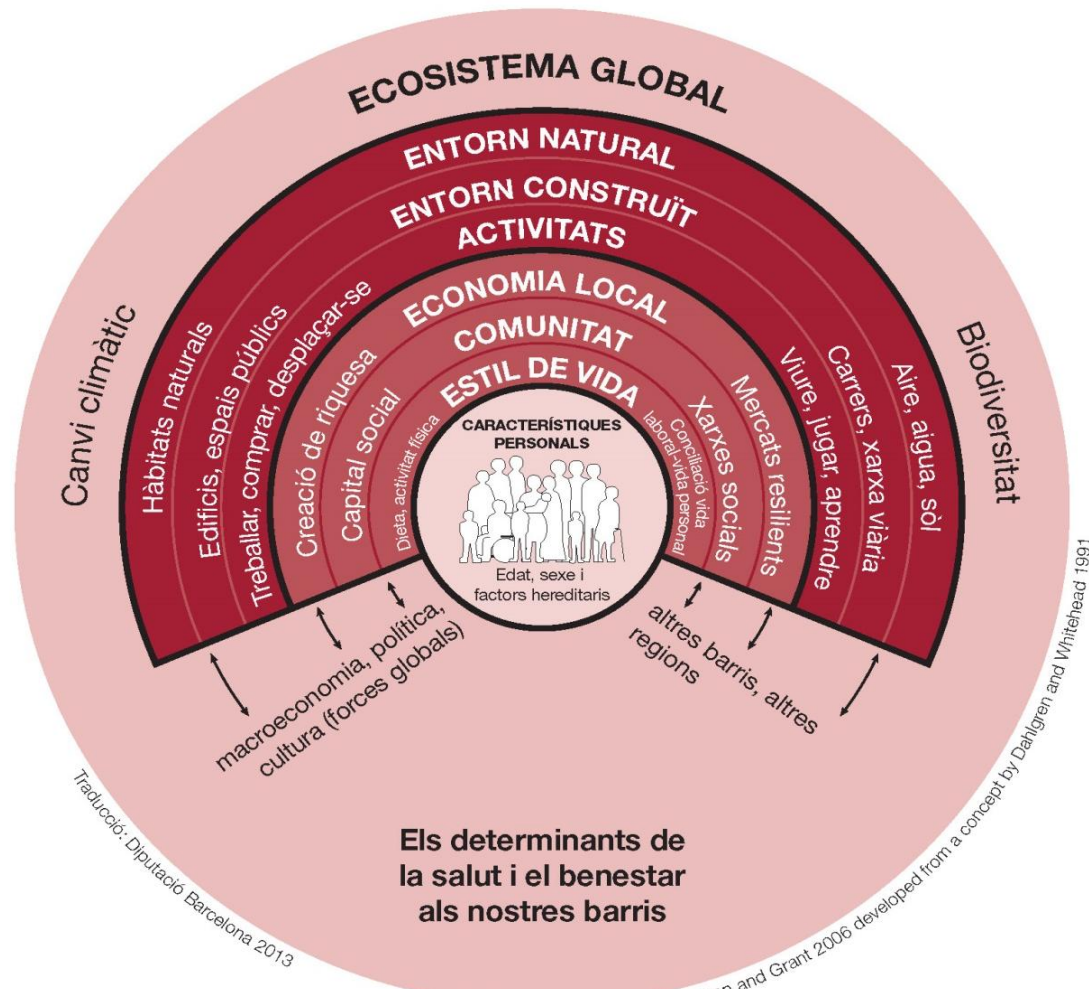 ECOSISTEMA GLOBAL
Canvi climàtic
Biodiversitat
ENTORN NATURAL
Hàbitats naturals
Aire, aigua, sòl
ENTORN CONSTRUÏT
Edificis, espais públics
Carrers, xarxa viària
ACTIVITATS
Treballar, comprar, desplaçar-se
Viure, jugar, aprendre
ECONOMIA LOCAL
Creació de riquesa
Mercats resilients
COMUNITAT
Capital social
Xarxes socials
ESTIL DE VIDA
Dieta, activitat física
Conciliació vida
laboral-vida personal
CARACTERÍSTIQUES
PERSONALS
Edat, sexe i
factors hereditaris
macroeconomia, política,
cultura (forces globals)
altres barris, altres
regions
Els determinants de
la salut i el benestar
als nostres barris
Traducció: Diputació Barcelona 2013
and Grant 2006 developed from a concept by Dahlgren and Whitehead 1991